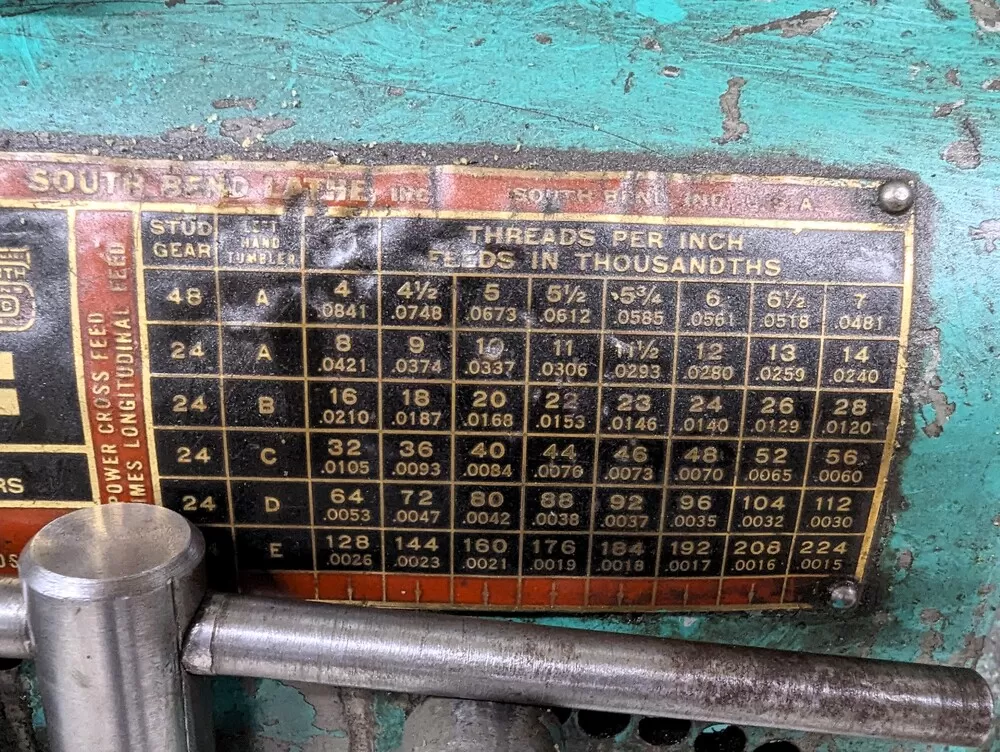 SOUTH BEND LATHE, INC. SOUTH BEND, IND. U.S.A
POWER CROSS FEED
TIMES LONGITUDINAL FEED
STUD GEAR LEFT HAND TUMBLER THREADS PER INCH
FEEDS IN THOUSANDTHS
48 A 4 4½ 5 5½ 5¾ 6 6½ 7
.0841 .0748 .0673 .0612 .0585 .0561 .0518 .0481
24 A 8 9 10 11 11½ 12 13 14
.0421 .0374 .0337 .0306 .0293 .0280 .0259 .0240
24 B 16 18 20 22 23 24 26 28
.0210 .0187 .0168 .0153 .0146 .0140 .0129 .0120
24 C 32 36 40 44 46 48 52 56
.0105 .0093 .0084 .0076 .0073 .0070 .0065 .0060
24 D 64 72 80 88 92 96 104 112
.0053 .0047 .0042 .0038 .0037 .0035 .0032 .0030
E 128 144 160 176 184 192 208 224
.0026 .0023 .0021 .0019 .0018 .0017 .0016 .0015
RS